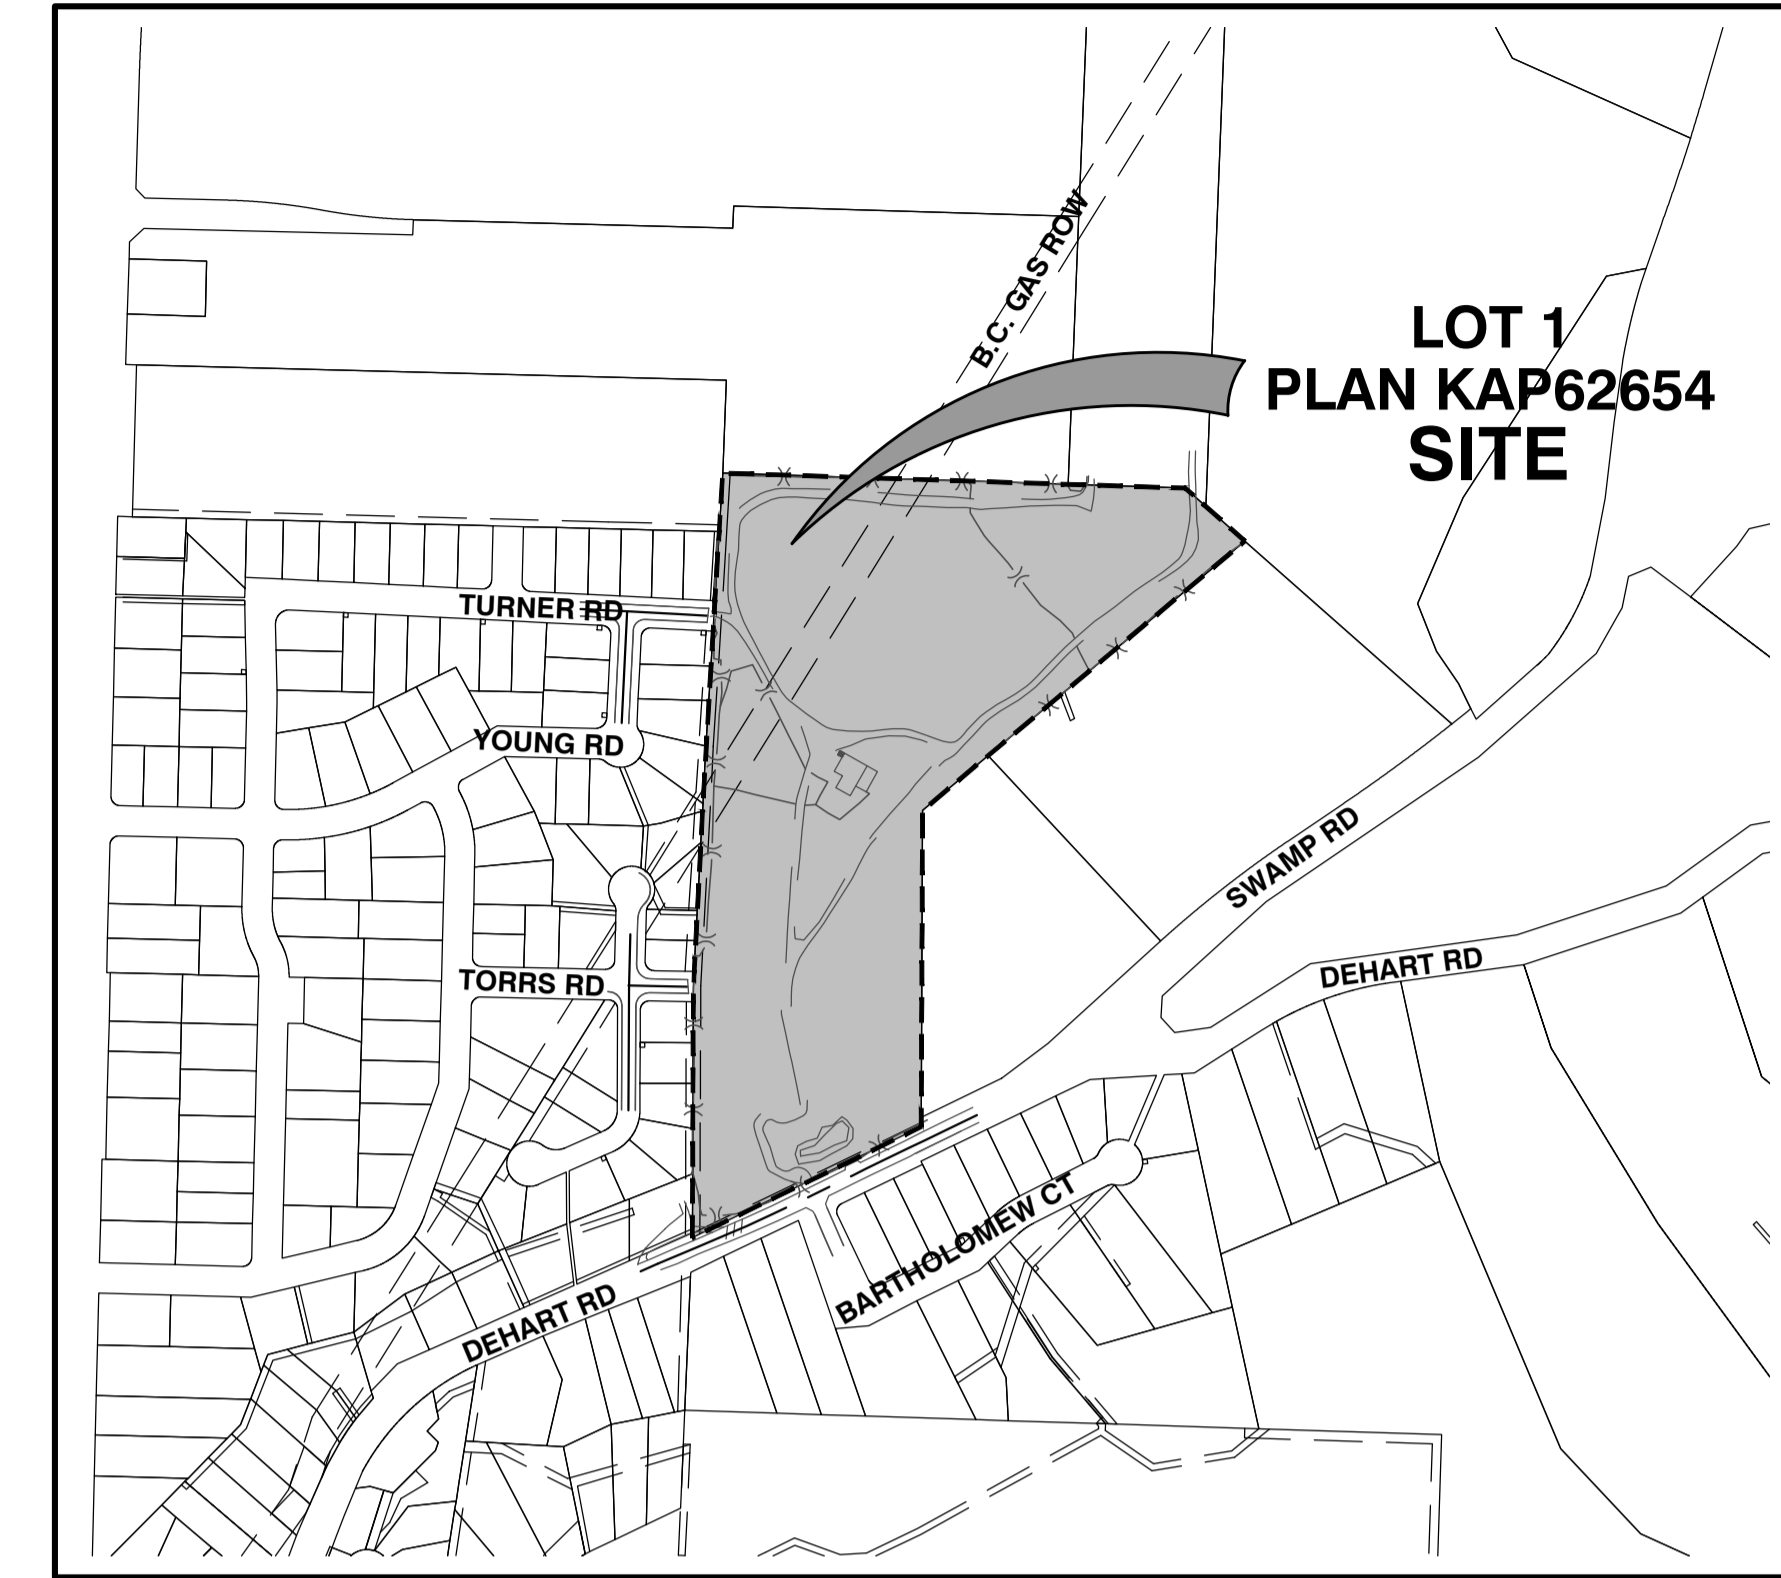 B.C. GAS ROW
LOT 1
PLAN KAP62654
SITE
TURNER RD
YOUNG RD
SWAMP RD
TORRS RD
DEHART RD
BARTHOLOMEW CT
DEHART RD